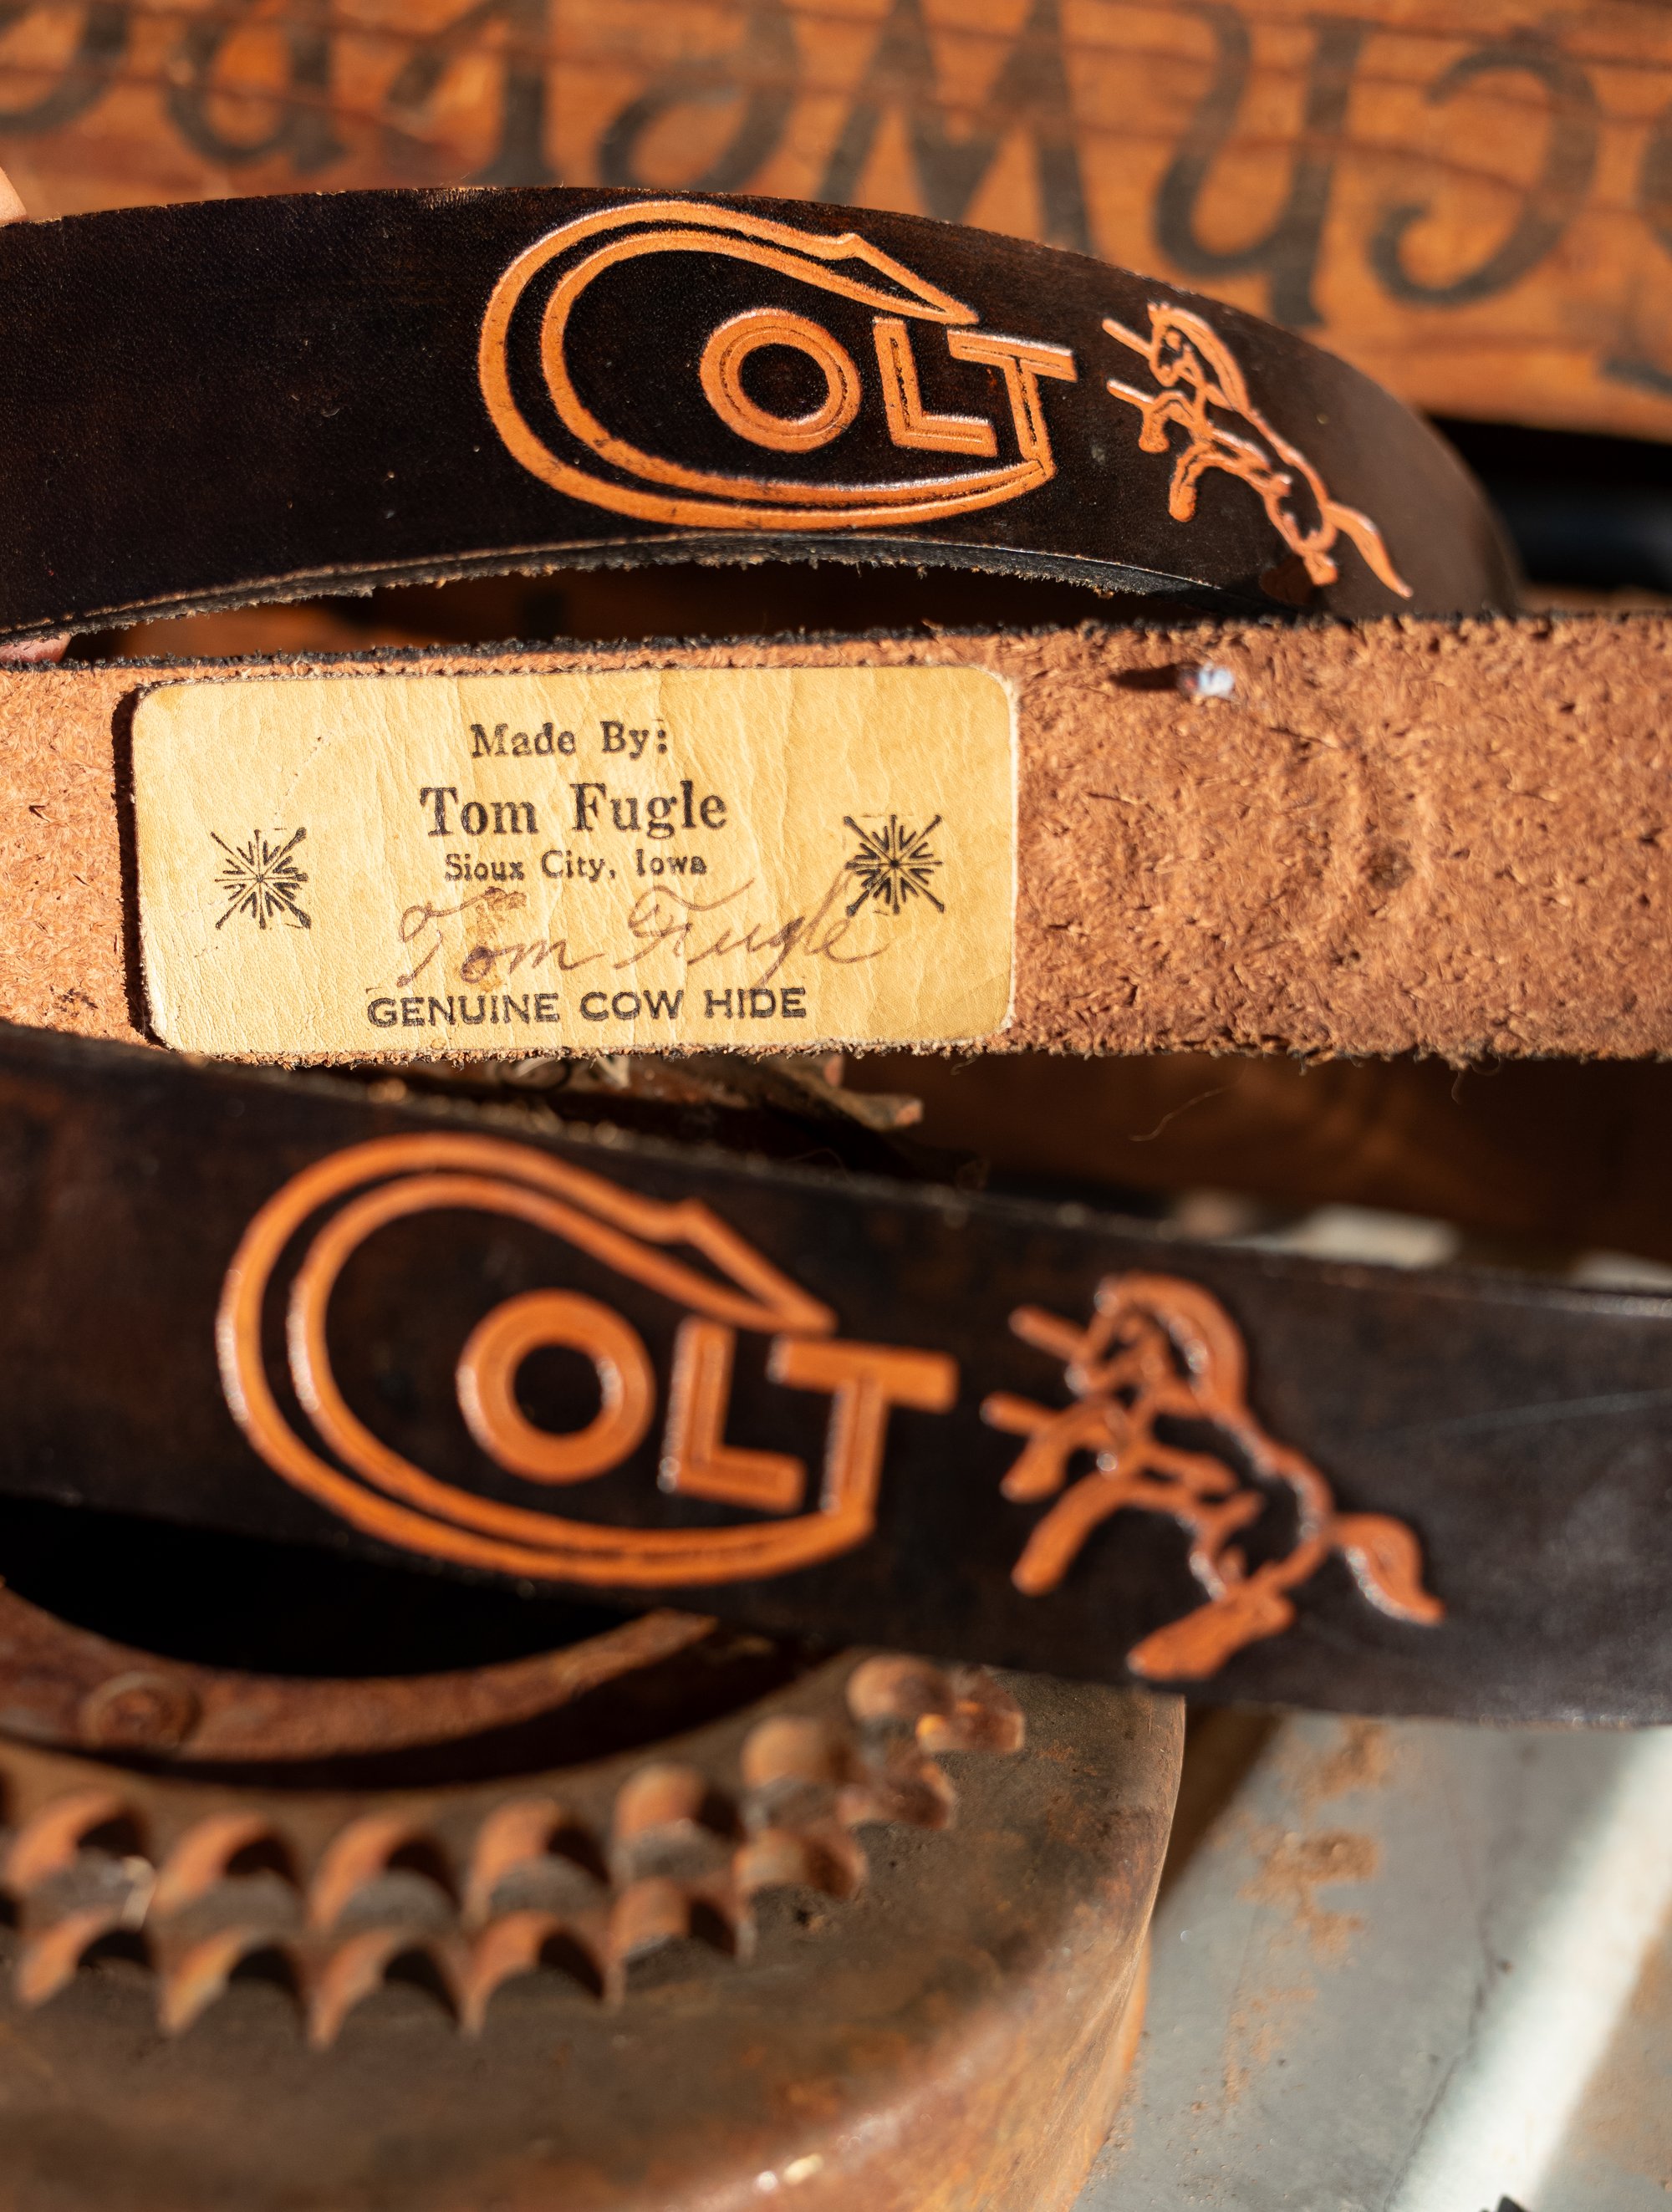 COLT
Made By:
Tom Fugle
Sioux City, Iowa
Tom Fugle
GENUINE COW HIDE
COLT